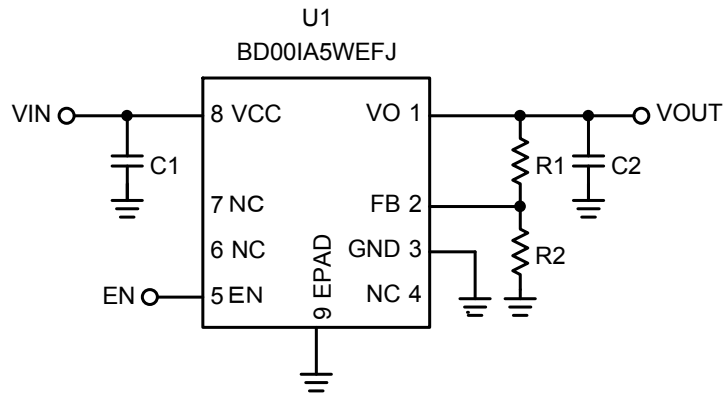 U1
BD00IA5WEFJ
VIN
8 VCC
VO 1
VOUT
C1
R1
C2
7 NC
FB 2
6 NC
GND 3
R2
EN
5 EN
9 EPAD
NC 4